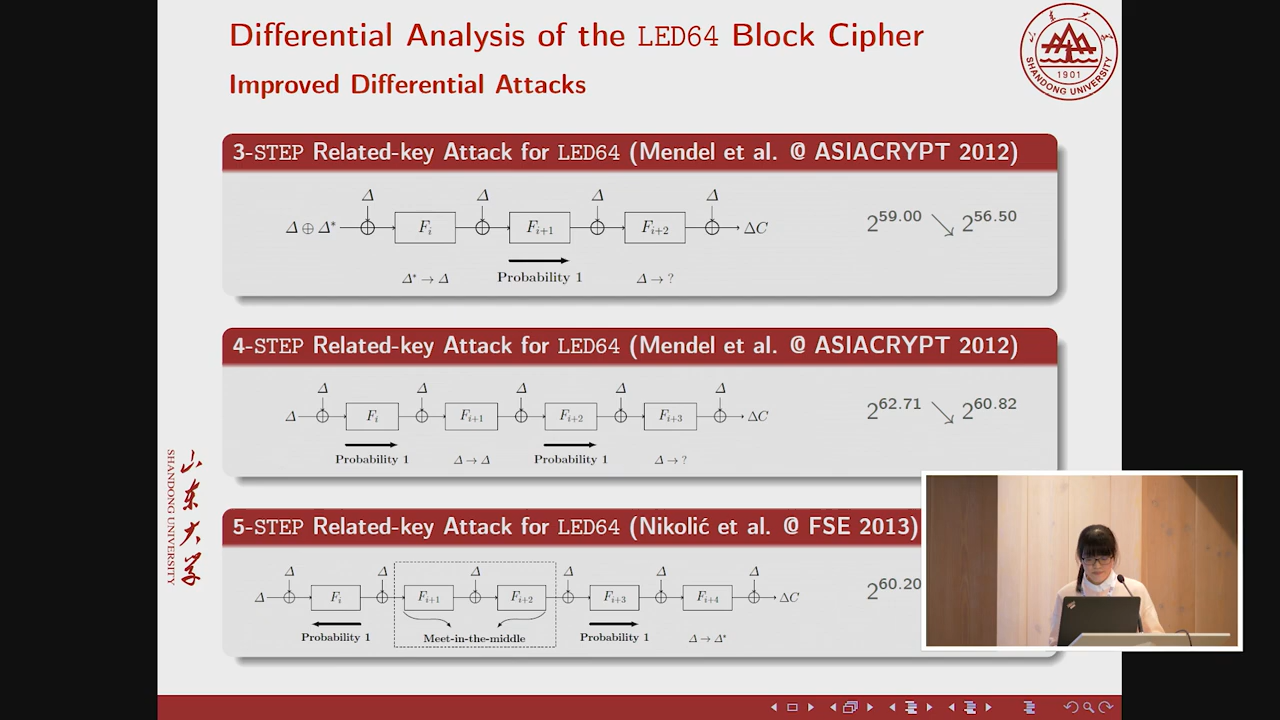 Differential Analysis of the LED64 Block Cipher
Improved Differential Attacks
SHANDONG UNIVERSITY
1901
3-STEP Related-key Attack for LED64 (Mendel et al. @ ASIACRYPT 2012)
Δ Δ Δ Δ
Δ ⊕ Δ* F_i F_{i+1} F_{i+2} ΔC
2^59.00 ↘ 2^56.50
Δ* → Δ Probability 1 Δ → ?
4-STEP Related-key Attack for LED64 (Mendel et al. @ ASIACRYPT 2012)
Δ Δ Δ Δ Δ
Δ F_i F_{i+1} F_{i+2} F_{i+3} ΔC
2^62.71 ↘ 2^60.82
Probability 1 Δ → Δ Probability 1 Δ → ?
5-STEP Related-key Attack for LED64 (Nikolić et al. @ FSE 2013)
Δ Δ Δ Δ Δ Δ
Δ F_i F_{i+1} F_{i+2} F_{i+3} F_{i+4} ΔC
2^60.20
Probability 1 Meet-in-the-middle Probability 1 Δ → Δ*
山东大学
SHANDONG UNIVERSITY